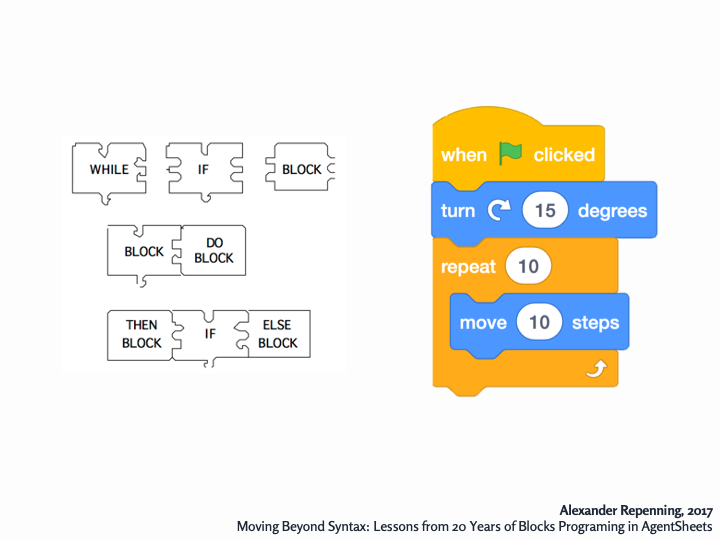 WHILE
IF
BLOCK
BLOCK
DO
BLOCK
THEN
BLOCK
IF
ELSE
BLOCK
when clicked
turn 15 degrees
repeat 10
move 10 steps
Alexander Repenning, 2017
Moving Beyond Syntax: Lessons from 20 Years of Blocks Programing in AgentSheets